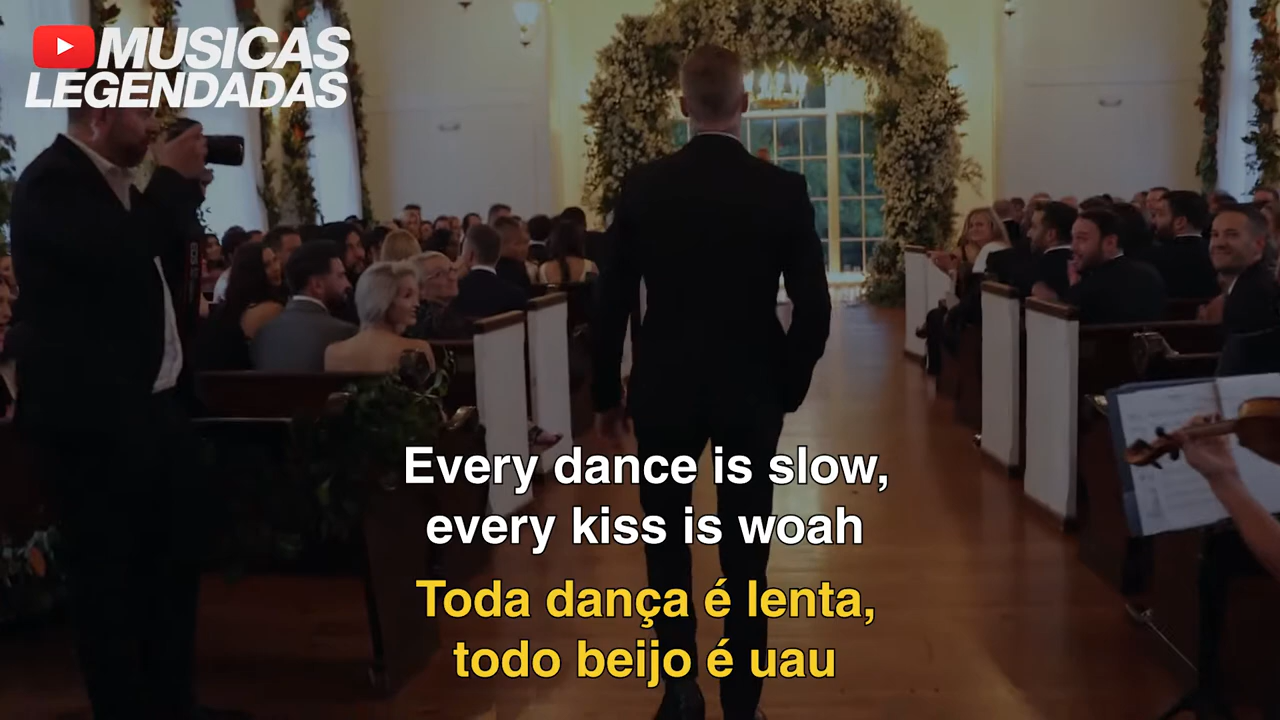 MUSICAS
LEGENDADAS
Every dance is slow,
every kiss is woah
Toda dança é lenta,
todo beijo é uau